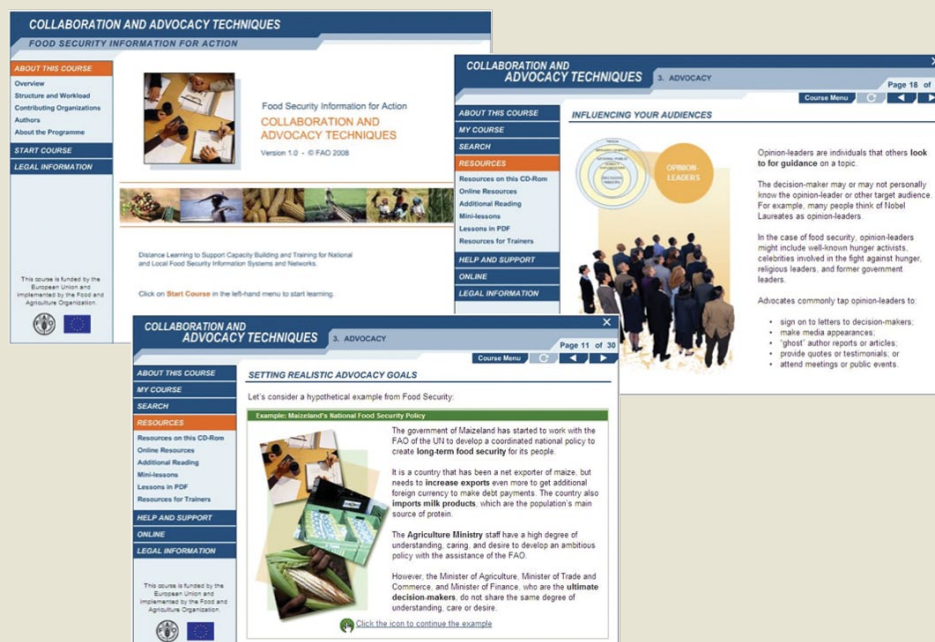 COLLABORATION AND ADVOCACY TECHNIQUES
FOOD SECURITY INFORMATION FOR ACTION
ABOUT THIS COURSE
Overview
Structure and Workload
Contributing Organizations
Authors
About the Programme
START COURSE
LEGAL INFORMATION
This course is funded by the
European Union and
implemented by the Food and
Agriculture Organization.
Food Security Information for Action
COLLABORATION AND
ADVOCACY TECHNIQUES
Version 1.0 - © FAO 2008
Distance Learning to Support Capacity Building and Training for National
and Local Food Security Information Systems and Networks.
Click on Start Course in the left-hand menu to start learning.
COLLABORATION AND
ADVOCACY TECHNIQUES
3. ADVOCACY
Page 18 of
Course Menu
ABOUT THIS COURSE
MY COURSE
SEARCH
RESOURCES
Resources on this CD-Rom
Online Resources
Additional Reading
Mini-lessons
Lessons in PDF
Resources for Trainers
HELP AND SUPPORT
ONLINE
LEGAL INFORMATION
INFLUENCING YOUR AUDIENCES
OPINION-
LEADERS
Opinion-leaders are individuals that others look
to for guidance on a topic.
The decision-maker may or may not personally
know the opinion-leader or other target audience.
For example, many people think of Nobel
Laureates as opinion-leaders.
In the case of food security, opinion-leaders
might include well-known hunger activists,
celebrities involved in the fight against hunger,
religious leaders, and former government
leaders.
Advocates commonly tap opinion-leaders to:
• sign on to letters to decision-makers;
• make media appearances;
• "ghost" author reports or articles;
• provide quotes or testimonials; or
• attend meetings or public events.
COLLABORATION AND
ADVOCACY TECHNIQUES
3. ADVOCACY
Page 11 of 30
Course Menu
ABOUT THIS COURSE
MY COURSE
SEARCH
RESOURCES
Resources on this CD-Rom
Online Resources
Additional Reading
Mini-lessons
Lessons in PDF
Resources for Trainers
HELP AND SUPPORT
ONLINE
LEGAL INFORMATION
This course is funded by the
European Union and
implemented by the Food and
Agriculture Organization.
SETTING REALISTIC ADVOCACY GOALS
Let's consider a hypothetical example from Food Security:
Example: Maizeland's National Food Security Policy
The government of Maizeland has started to work with the
FAO of the UN to develop a coordinated national policy to
create long-term food security for its people.
It is a country that has been a net exporter of maize, but
needs to increase exports even more to get additional
foreign currency to make debt payments. The country also
imports milk products, which are the population's main
source of protein.
The Agriculture Ministry staff have a high degree of
understanding, caring, and desire to develop an ambitious
policy with the assistance of the FAO.
However, the Minister of Agriculture, Minister of Trade and
Commerce, and Minister of Finance, who are the ultimate
decision-makers, do not share the same degree of
understanding, care or desire.
Click the icon to continue the example